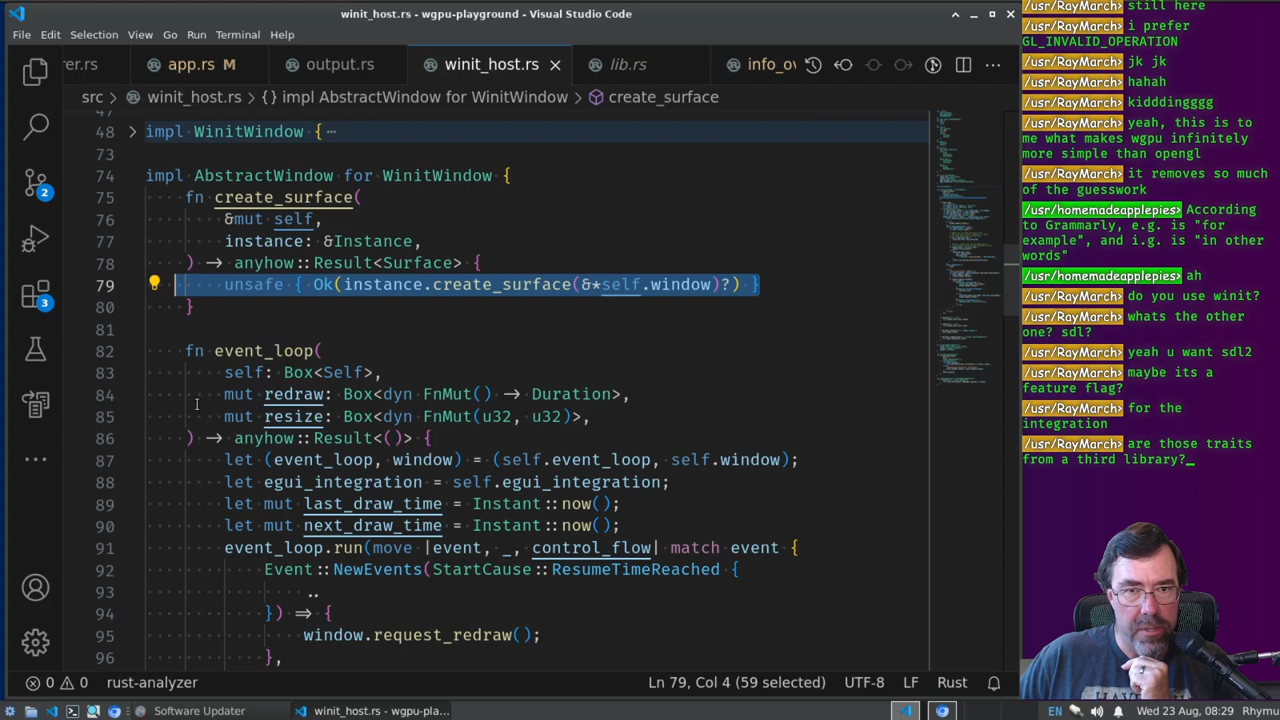 winit_host.rs - wgpu-playground - Visual Studio Code
File Edit Selection View Go Run Terminal Help
rer.rs app.rs M output.rs winit_host.rs lib.rs info_ov
src > winit_host.rs > {} impl AbstractWindow for WinitWindow > create_surface
47
48 impl WinitWindow {⋯
73
74 impl AbstractWindow for WinitWindow {
75 fn create_surface(
76 &mut self,
77 instance: &Instance,
78 ) → anyhow::Result<Surface> {
79 Ok(instance.create_surface(&*self.window)?) }
80 }
81
82 fn event_loop(
83 self: Box<Self>,
84 mut redraw: Box<dyn FnMut() → Duration>,
85 mut resize: Box<dyn FnMut(u32, u32)>,
86 ) → anyhow::Result<()> {
87 let (event_loop, window) = (self.event_loop, self.window);
88 let egui_integration = self.egui_integration;
89 let mut last_draw_time = Instant::now();
90 let mut next_draw_time = Instant::now();
91 event_loop.run(move |event, _, control_flow| match event {
92 Event::NewEvents(StartCause::ResumeTimeReached {
93 ..
94 }) ⇒ {
95 window.request_redraw();
96 },
2
3
0 0 rust-analyzer Ln 79, Col 4 (59 selected) UTF-8 LF Rust
Software Updater winit_host.rs - wgpu-pla... EN Wed 23 Aug, 08:29 Rhymu
/usr/RayMarch> still here
/usr/RayMarch> i prefer
GL_INVALID_OPERATION
/usr/RayMarch> jk jk
/usr/RayMarch> hahah
/usr/RayMarch> kidddingggg
/usr/RayMarch> yeah, this is to
me what makes wgpu infinitely
more simple than opengl
/usr/RayMarch> it removes so much
of the guesswork
/usr/homemadeapplepies> According
to Grammarly, e.g. is "for
example", and i.g. is "in other
words"
/usr/homemadeapplepies> ah
/usr/RayMarch> do you use winit?
/usr/RayMarch> whats the other
one? sdl?
/usr/RayMarch> yeah u want sdl2
/usr/RayMarch> maybe its a
feature flag?
/usr/RayMarch> for the
integration
/usr/RayMarch> are those traits
from a third library?_